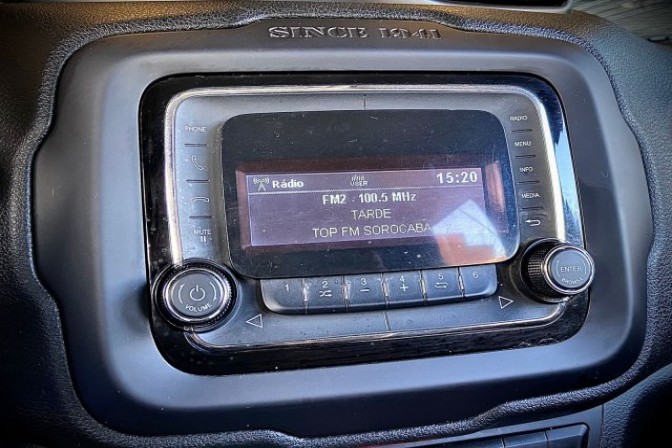 SINCE 1941
PHONE
RADIO
MENU
INFO
MEDIA
MUTE
Rádio USER 15:20
FM2 - 100.5 MHz
TARDE
TOP FM SOROCABA
1 2 3 4 5 6
VOLUME
ENTER
BROWSE